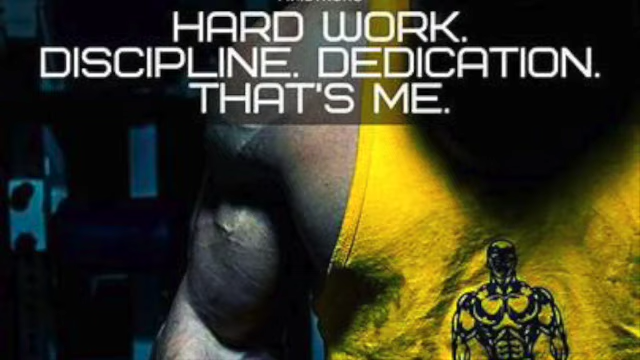 HARD WORK.
DISCIPLINE. DEDICATION.
THAT'S ME.